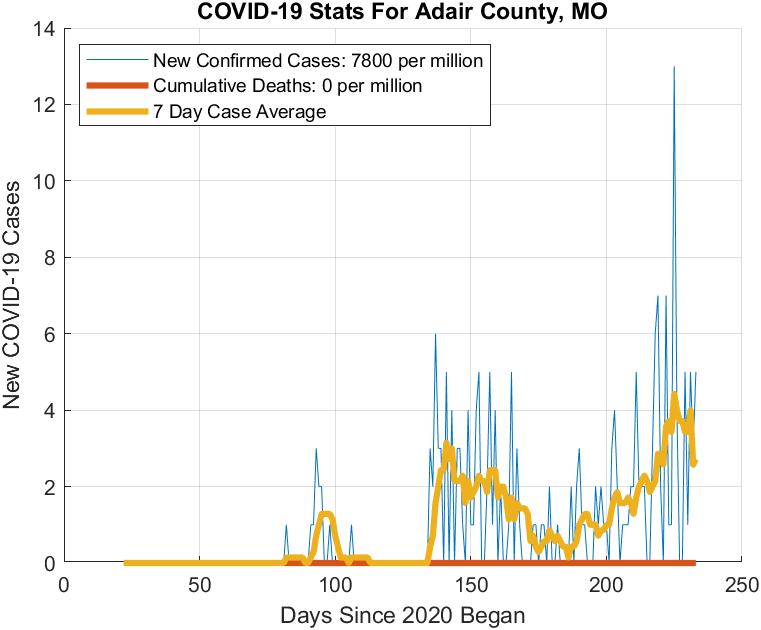 COVID-19 Stats For Adair County, MO
New Confirmed Cases: 7800 per million
Cumulative Deaths: 0 per million
7 Day Case Average
New COVID-19 Cases
14
12
10
8
6
4
2
0
0 50 100 150 200 250
Days Since 2020 Began